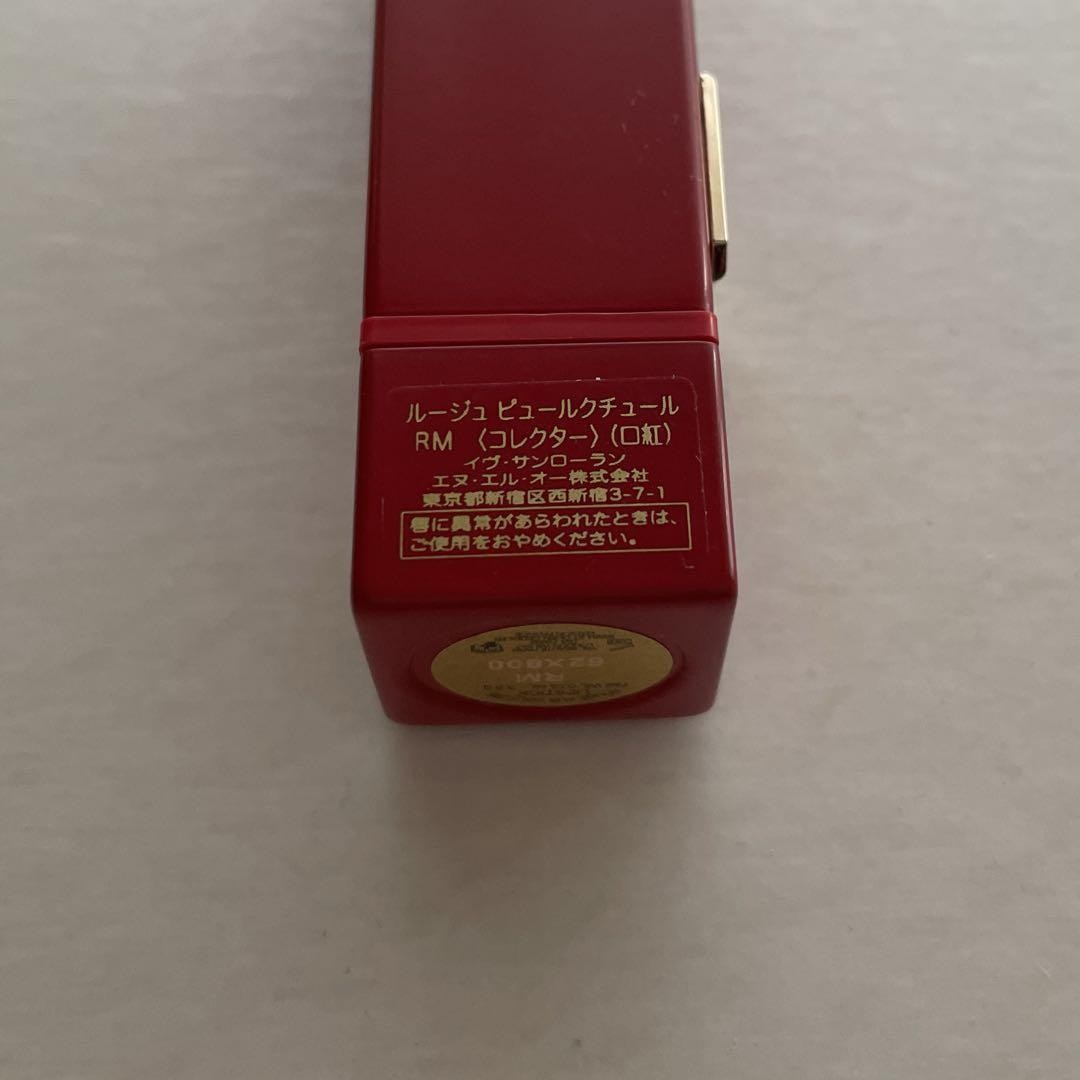 ルージュ ピュールクチュール
RM 〈コレクター〉(口紅)
イヴ・サンローラン
エヌ・エル・オー株式会社
東京都新宿区西新宿3-7-1
唇に異常があらわれたときは、
ご使用をおやめください。
RM
62X800